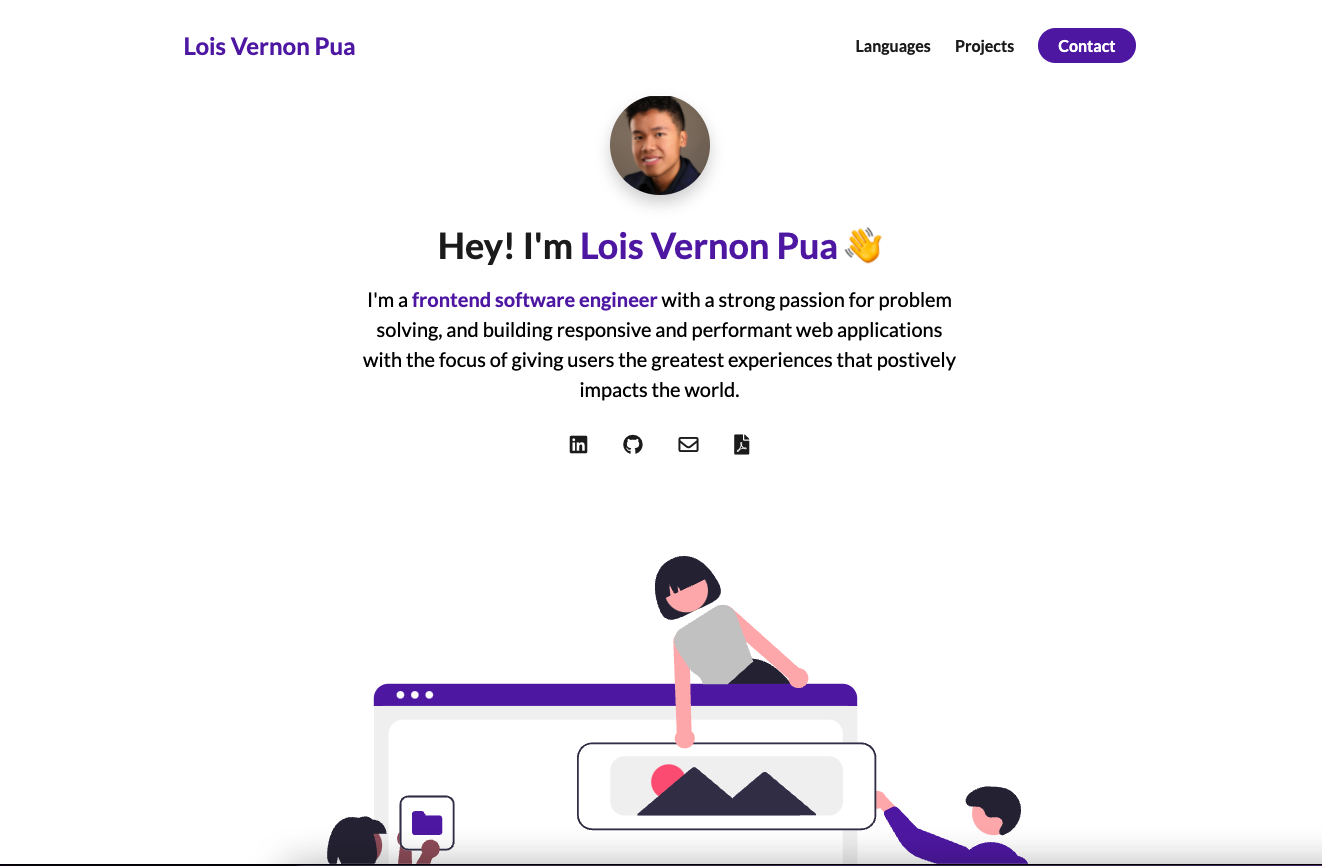 Lois Vernon Pua
Languages Projects Contact
Hey! I'm Lois Vernon Pua 👋
I'm a frontend software engineer with a strong passion for problem
solving, and building responsive and performant web applications
with the focus of giving users the greatest experiences that postively
impacts the world.
in